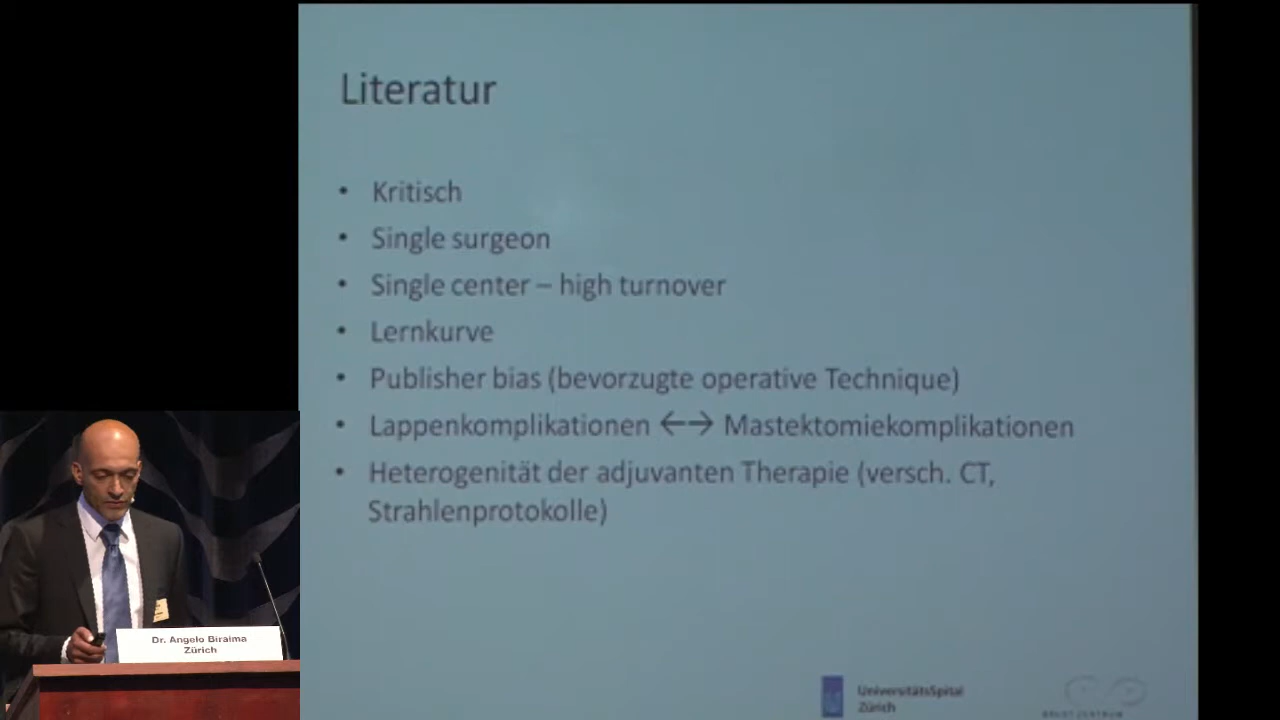 Literatur
• Kritisch
• Single surgeon
• Single center – high turnover
• Lernkurve
• Publisher bias (bevorzugte operative Technique)
• Lappenkomplikationen ←→ Mastektomiekomplikationen
• Heterogenität der adjuvanten Therapie (versch. CT,
Strahlenprotokolle)
Dr. Angelo Biraima
Zürich
UniversitätsSpital
Zürich